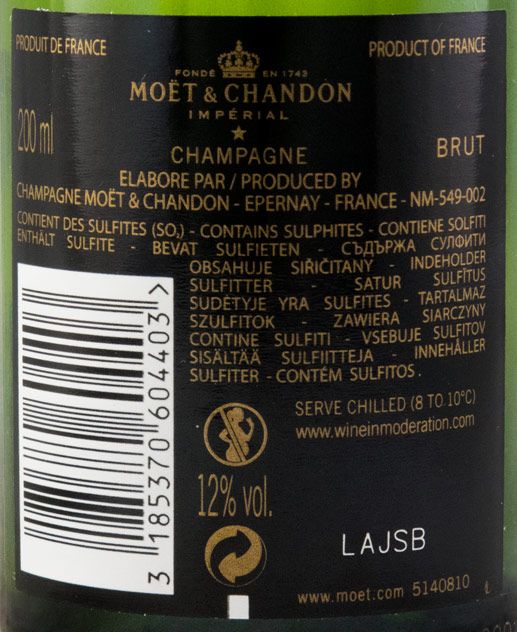 PRODUIT DE FRANCE PRODUCT OF FRANCE
FONDÉ EN 1743
MOËT & CHANDON
IMPÉRIAL
200 ml
CHAMPAGNE BRUT
ELABORE PAR / PRODUCED BY
CHAMPAGNE MOËT & CHANDON - EPERNAY - FRANCE - NM-549-002
CONTIENT DES SULFITES (SO₂) - CONTAINS SULPHITES - CONTIENE SOLFITI
ENTHÄLT SULFITE - BEVAT SULFIETEN - СЪДЪРЖА СУЛФИТИ
OBSAHUJE SIŘIČITANY - INDEHOLDER
SULFITTER - SATUR SULFĪTUS
SUDĖTYJE YRA SULFITES - TARTALMAZ
SZULFITOK - ZAWIERA SIARCZYNY
CONTINE SULFITI - VSEBUJE SULFITOV
SISÄLTÄÄ SULFIITTEJA - INNEHÅLLER
SULFITER - CONTÉM SULFITOS.
SERVE CHILLED (8 TO 10°C)
www.wineinmoderation.com
12% vol.
3 185370 604403 >
LAJSB
www.moet.com 5140810